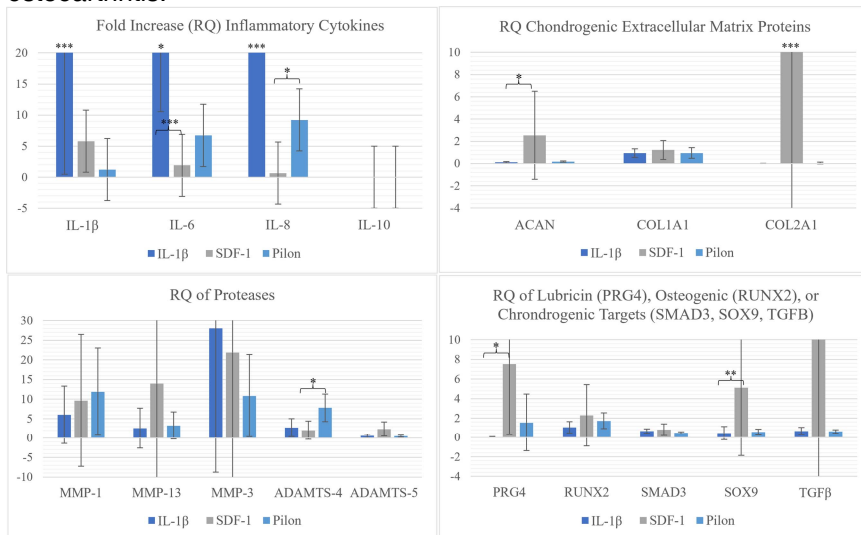 osteoarthritis.
Fold Increase (RQ) Inflammatory Cytokines
***
*
***
*
***
20
15
10
5
0
-5
IL-1β
IL-6
IL-8
IL-10
IL-1β SDF-1 Pilon
RQ Chondrogenic Extracellular Matrix Proteins
***
*
10
8
6
4
2
0
-2
-4
ACAN
COL1A1
COL2A1
IL-1β SDF-1 Pilon
RQ of Proteases
*
30
25
20
15
10
5
0
-5
-10
MMP-1
MMP-13
MMP-3
ADAMTS-4
ADAMTS-5
IL-1β SDF-1 Pilon
RQ of Lubricin (PRG4), Osteogenic (RUNX2), or
Chrondrogenic Targets (SMAD3, SOX9, TGFB)
*
**
10
8
6
4
2
0
-2
-4
PRG4
RUNX2
SMAD3
SOX9
TGFβ
IL-1β SDF-1 Pilon